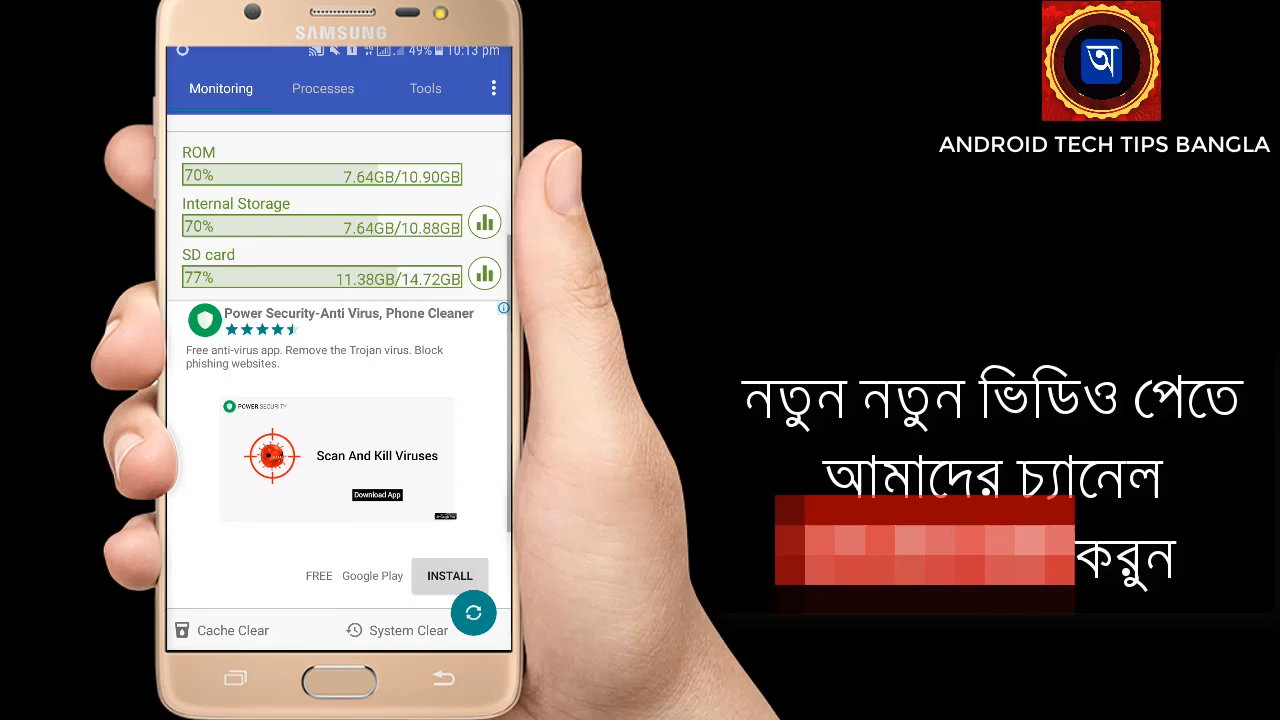 SAMSUNG
49% 10:13 pm
Monitoring Processes Tools
ROM
70% 7.64GB/10.90GB
Internal Storage
70% 7.64GB/10.88GB
SD card
77% 11.38GB/14.72GB
Power Security-Anti Virus, Phone Cleaner
Free anti-virus app. Remove the Trojan virus. Block
phishing websites.
POWER SECURITY
Scan And Kill Viruses
Download App
FREE Google Play INSTALL
Cache Clear System Clear
অ
ANDROID TECH TIPS BANGLA
নতুন নতুন ভিডিও পেতে
আমাদের চ্যানেল
করুন